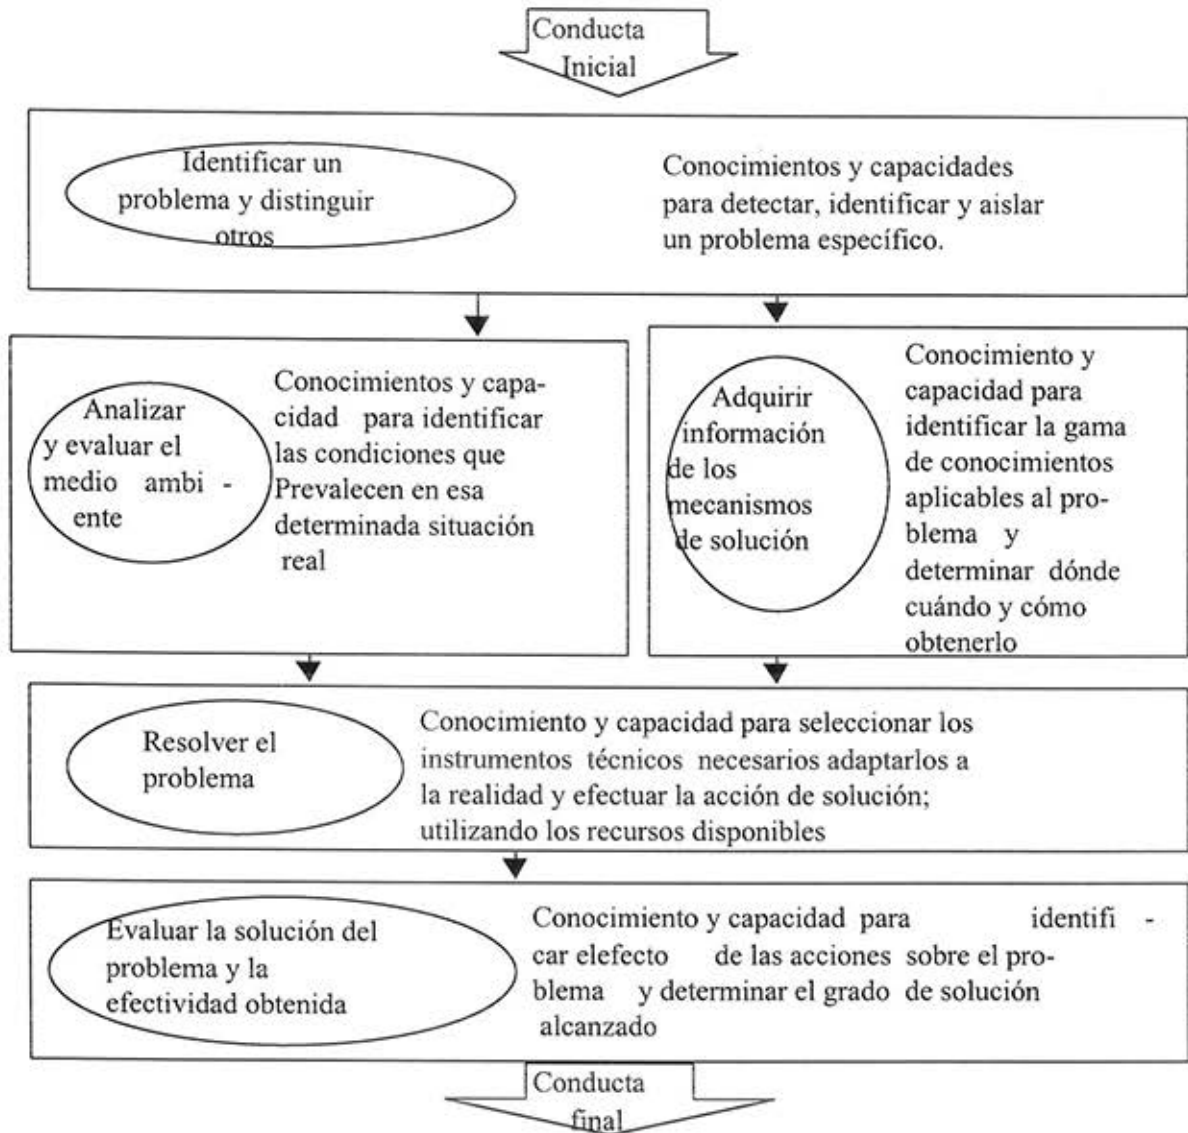 Conducta
Inicial
Identificar un
problema y distinguir
otros
Conocimientos y capacidades
para detectar, identificar y aislar
un problema específico.
Analizar
y evaluar el
medio ambi -
ente
Conocimientos y capa-
cidad para identificar
las condiciones que
Prevalecen en esa
determinada situación
real
Adquirir
información
de los
mecanismos
de solución
Conocimiento y
capacidad para
identificar la gama
de conocimientos
aplicables al pro-
blema y
determinar dónde
cuándo y cómo
obtenerlo
Resolver el
problema
Conocimiento y capacidad para seleccionar los
instrumentos técnicos necesarios adaptarlos a
la realidad y efectuar la acción de solución;
utilizando los recursos disponibles
Evaluar la solución del
problema y la
efectividad obtenida
Conocimiento y capacidad para identifi -
car elefecto de las acciones sobre el pro-
blema y determinar el grado de solución
alcanzado
Conducta
final